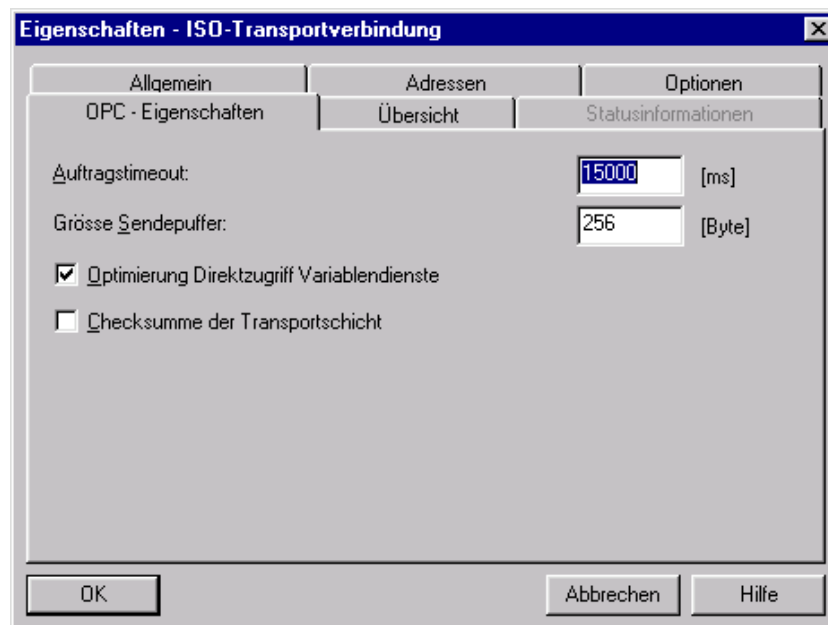 Eigenschaften - ISO-Transportverbindung
Allgemein Adressen Optionen
OPC - Eigenschaften Übersicht Statusinformationen
Auftragstimeout: 15000 [ms]
Grösse Sendepuffer: 256 [Byte]
Optimierung Direktzugriff Variablendienste
Checksumme der Transportschicht
OK Abbrechen Hilfe